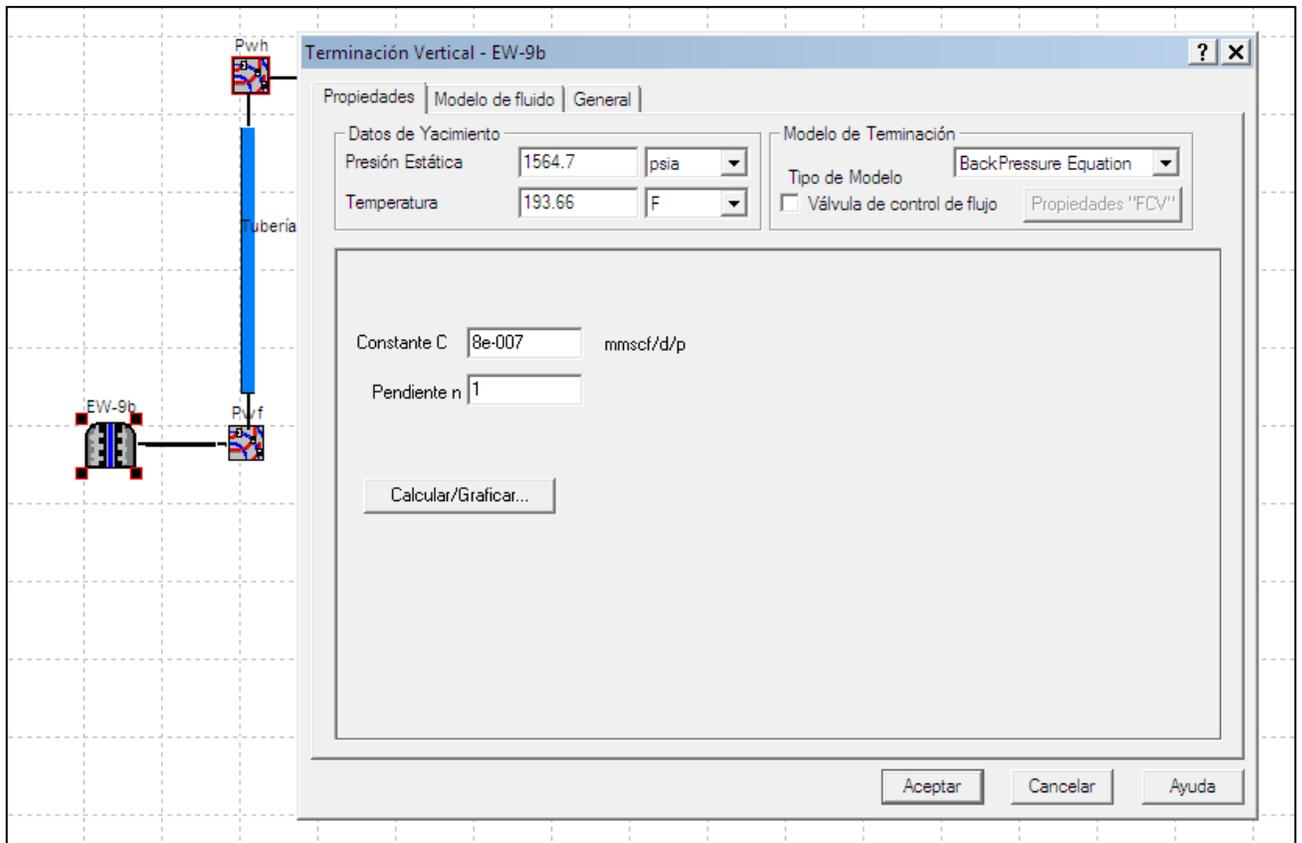 Pwh
Tubería
EW-9b
Pwf
Terminación Vertical - EW-9b
Propiedades
Modelo de fluido
General
Datos de Yacimiento
Presión Estática
1564.7
psia
Temperatura
193.66
F
Modelo de Terminación
Tipo de Modelo
BackPressure Equation
Válvula de control de flujo
Propiedades "FCV"
Constante C
8e-007
mmscf/d/p
Pendiente n
1
Calcular/Graficar...
Aceptar
Cancelar
Ayuda